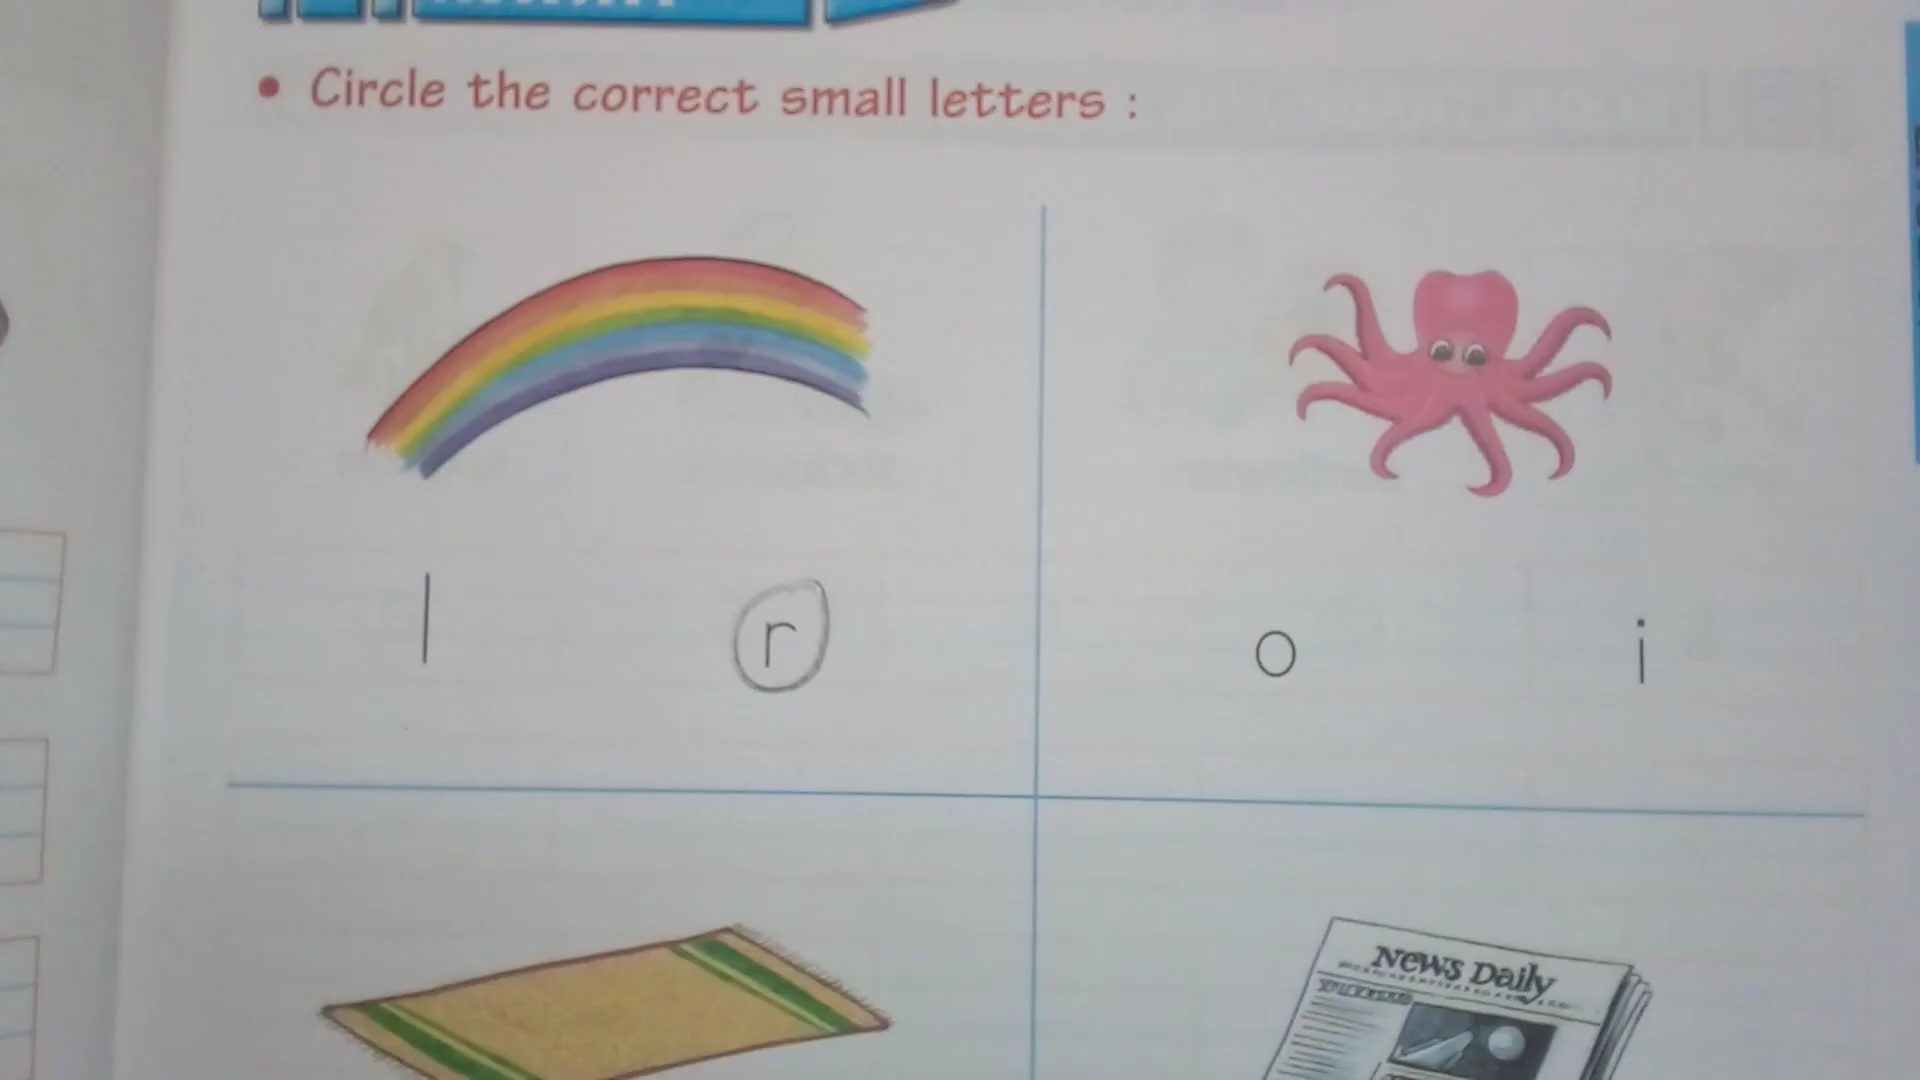 • Circle the correct small letters :
l r o i
News Daily